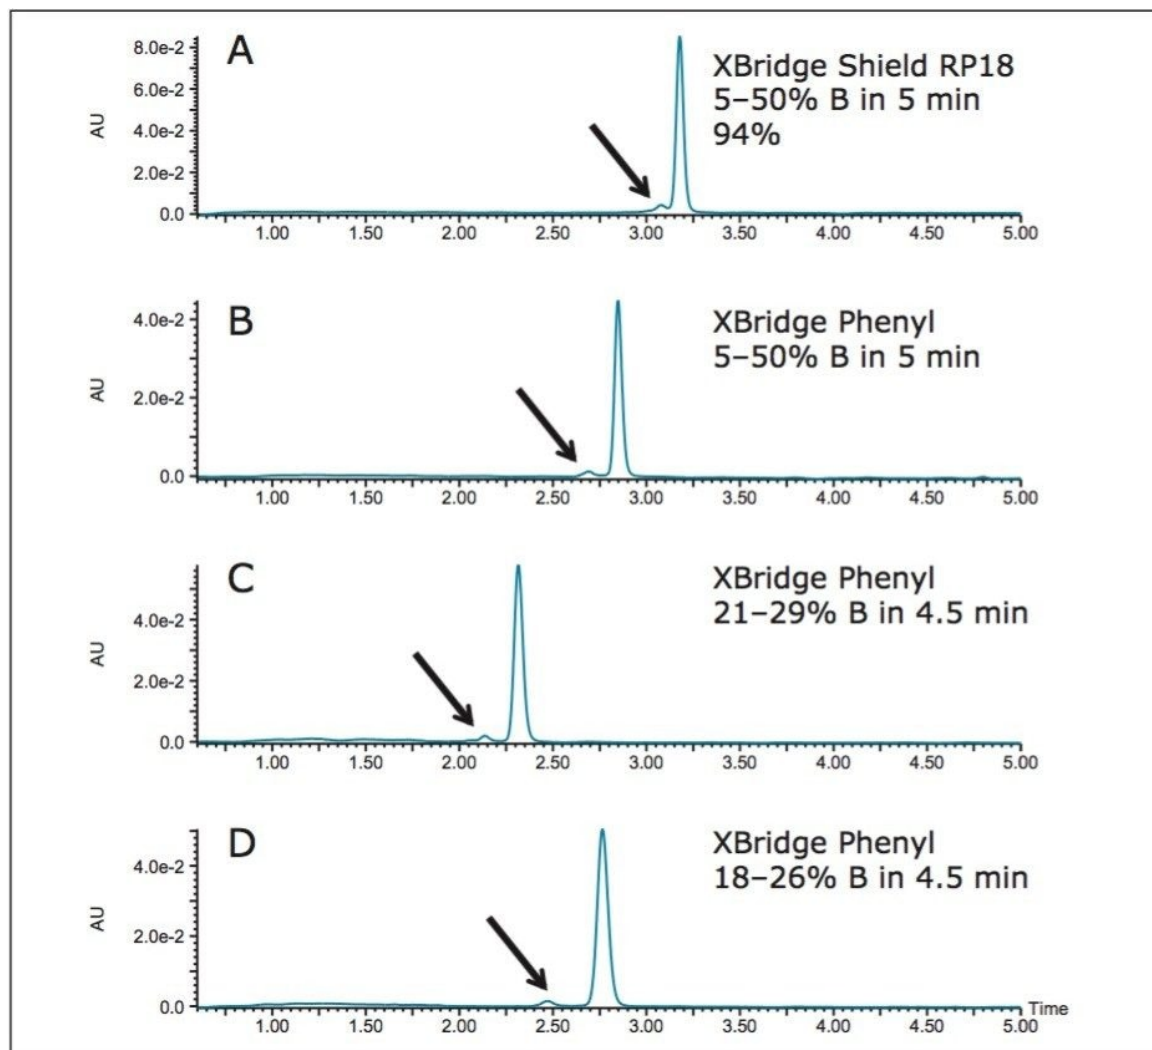 A
XBridge Shield RP18
5–50% B in 5 min
94%
AU
8.0e-2
6.0e-2
4.0e-2
2.0e-2
0.0
1.00 1.50 2.00 2.50 3.00 3.50 4.00 4.50 5.00
B
XBridge Phenyl
5–50% B in 5 min
AU
4.0e-2
2.0e-2
0.0
1.00 1.50 2.00 2.50 3.00 3.50 4.00 4.50 5.00
C
XBridge Phenyl
21–29% B in 4.5 min
AU
4.0e-2
2.0e-2
0.0
1.00 1.50 2.00 2.50 3.00 3.50 4.00 4.50 5.00
D
XBridge Phenyl
18–26% B in 4.5 min
AU
4.0e-2
2.0e-2
0.0
Time
1.00 1.50 2.00 2.50 3.00 3.50 4.00 4.50 5.00